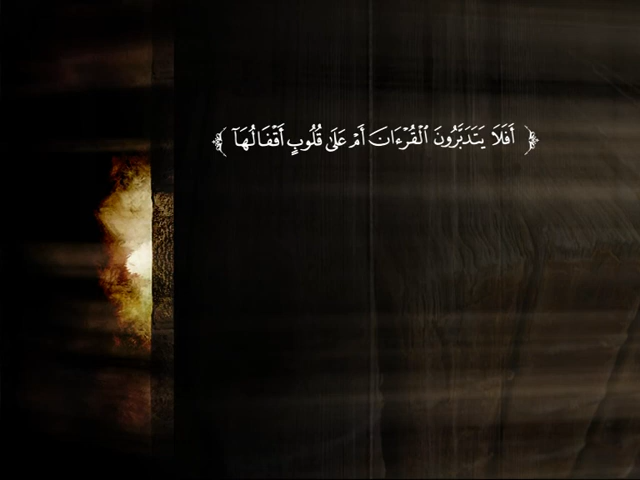 ﴿ أَفَلَا يَتَدَبَّرُونَ ٱلْقُرْءَانَ أَمْ عَلَىٰ قُلُوبٍ أَقْفَالُهَآ ﴾